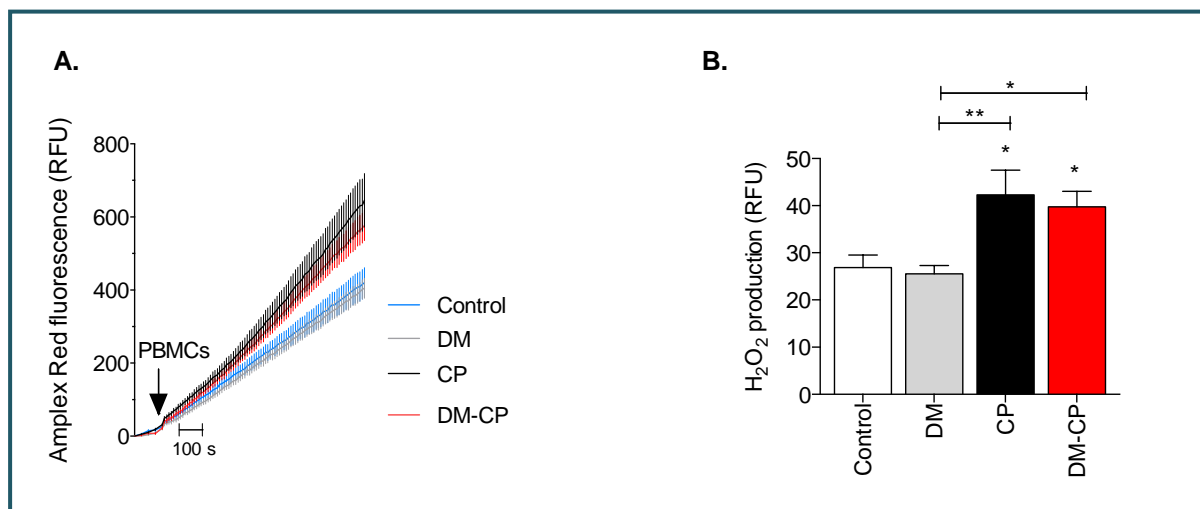 A.
Amplex Red fluorescence (RFU)
800
600
400
200
0
PBMCs
100 s
Control
DM
CP
DM-CP
B.
*
**
*
*
H₂O₂ production (RFU)
50
40
30
20
10
0
Control
DM
CP
DM-CP